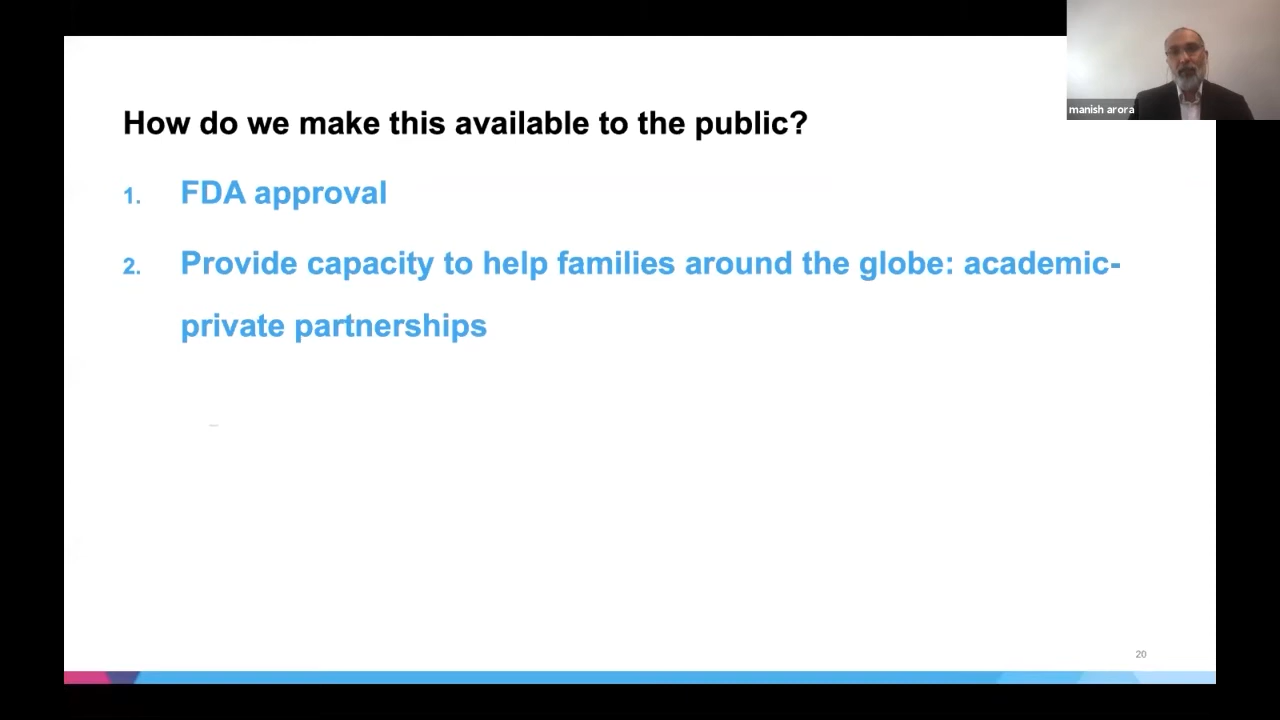 manish arora
How do we make this available to the public?
1. FDA approval
2. Provide capacity to help families around the globe: academic-
private partnerships
20